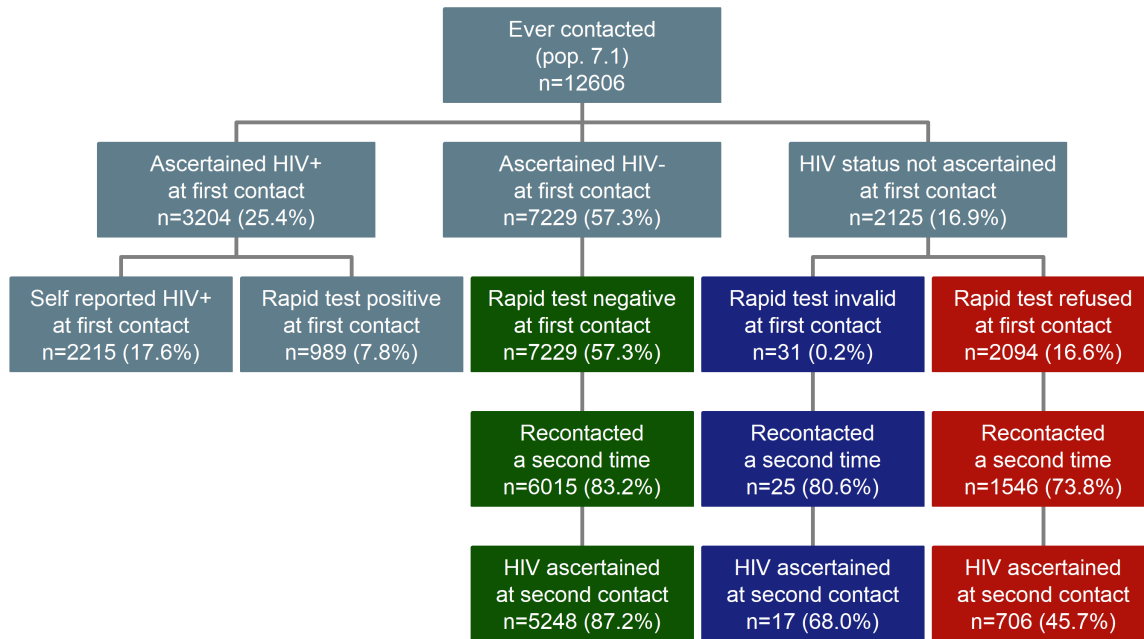 Ever contacted
(pop. 7.1)
n=12606
Ascertained HIV+
at first contact
n=3204 (25.4%)
Ascertained HIV-
at first contact
n=7229 (57.3%)
HIV status not ascertained
at first contact
n=2125 (16.9%)
Self reported HIV+
at first contact
n=2215 (17.6%)
Rapid test positive
at first contact
n=989 (7.8%)
Rapid test negative
at first contact
n=7229 (57.3%)
Rapid test invalid
at first contact
n=31 (0.2%)
Rapid test refused
at first contact
n=2094 (16.6%)
Recontacted
a second time
n=6015 (83.2%)
Recontacted
a second time
n=25 (80.6%)
Recontacted
a second time
n=1546 (73.8%)
HIV ascertained
at second contact
n=5248 (87.2%)
HIV ascertained
at second contact
n=17 (68.0%)
HIV ascertained
at second contact
n=706 (45.7%)